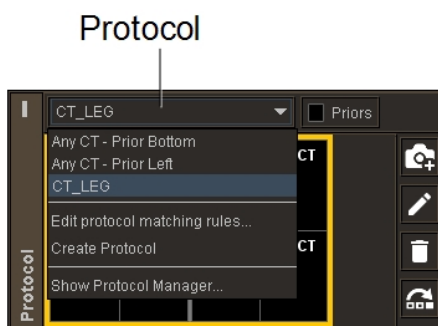 Protocol
CT_LEG
Priors
Any CT - Prior Bottom
Any CT - Prior Left
CT_LEG
CT
Edit protocol matching rules...
Create Protocol
CT
Show Protocol Manager...
Protocol